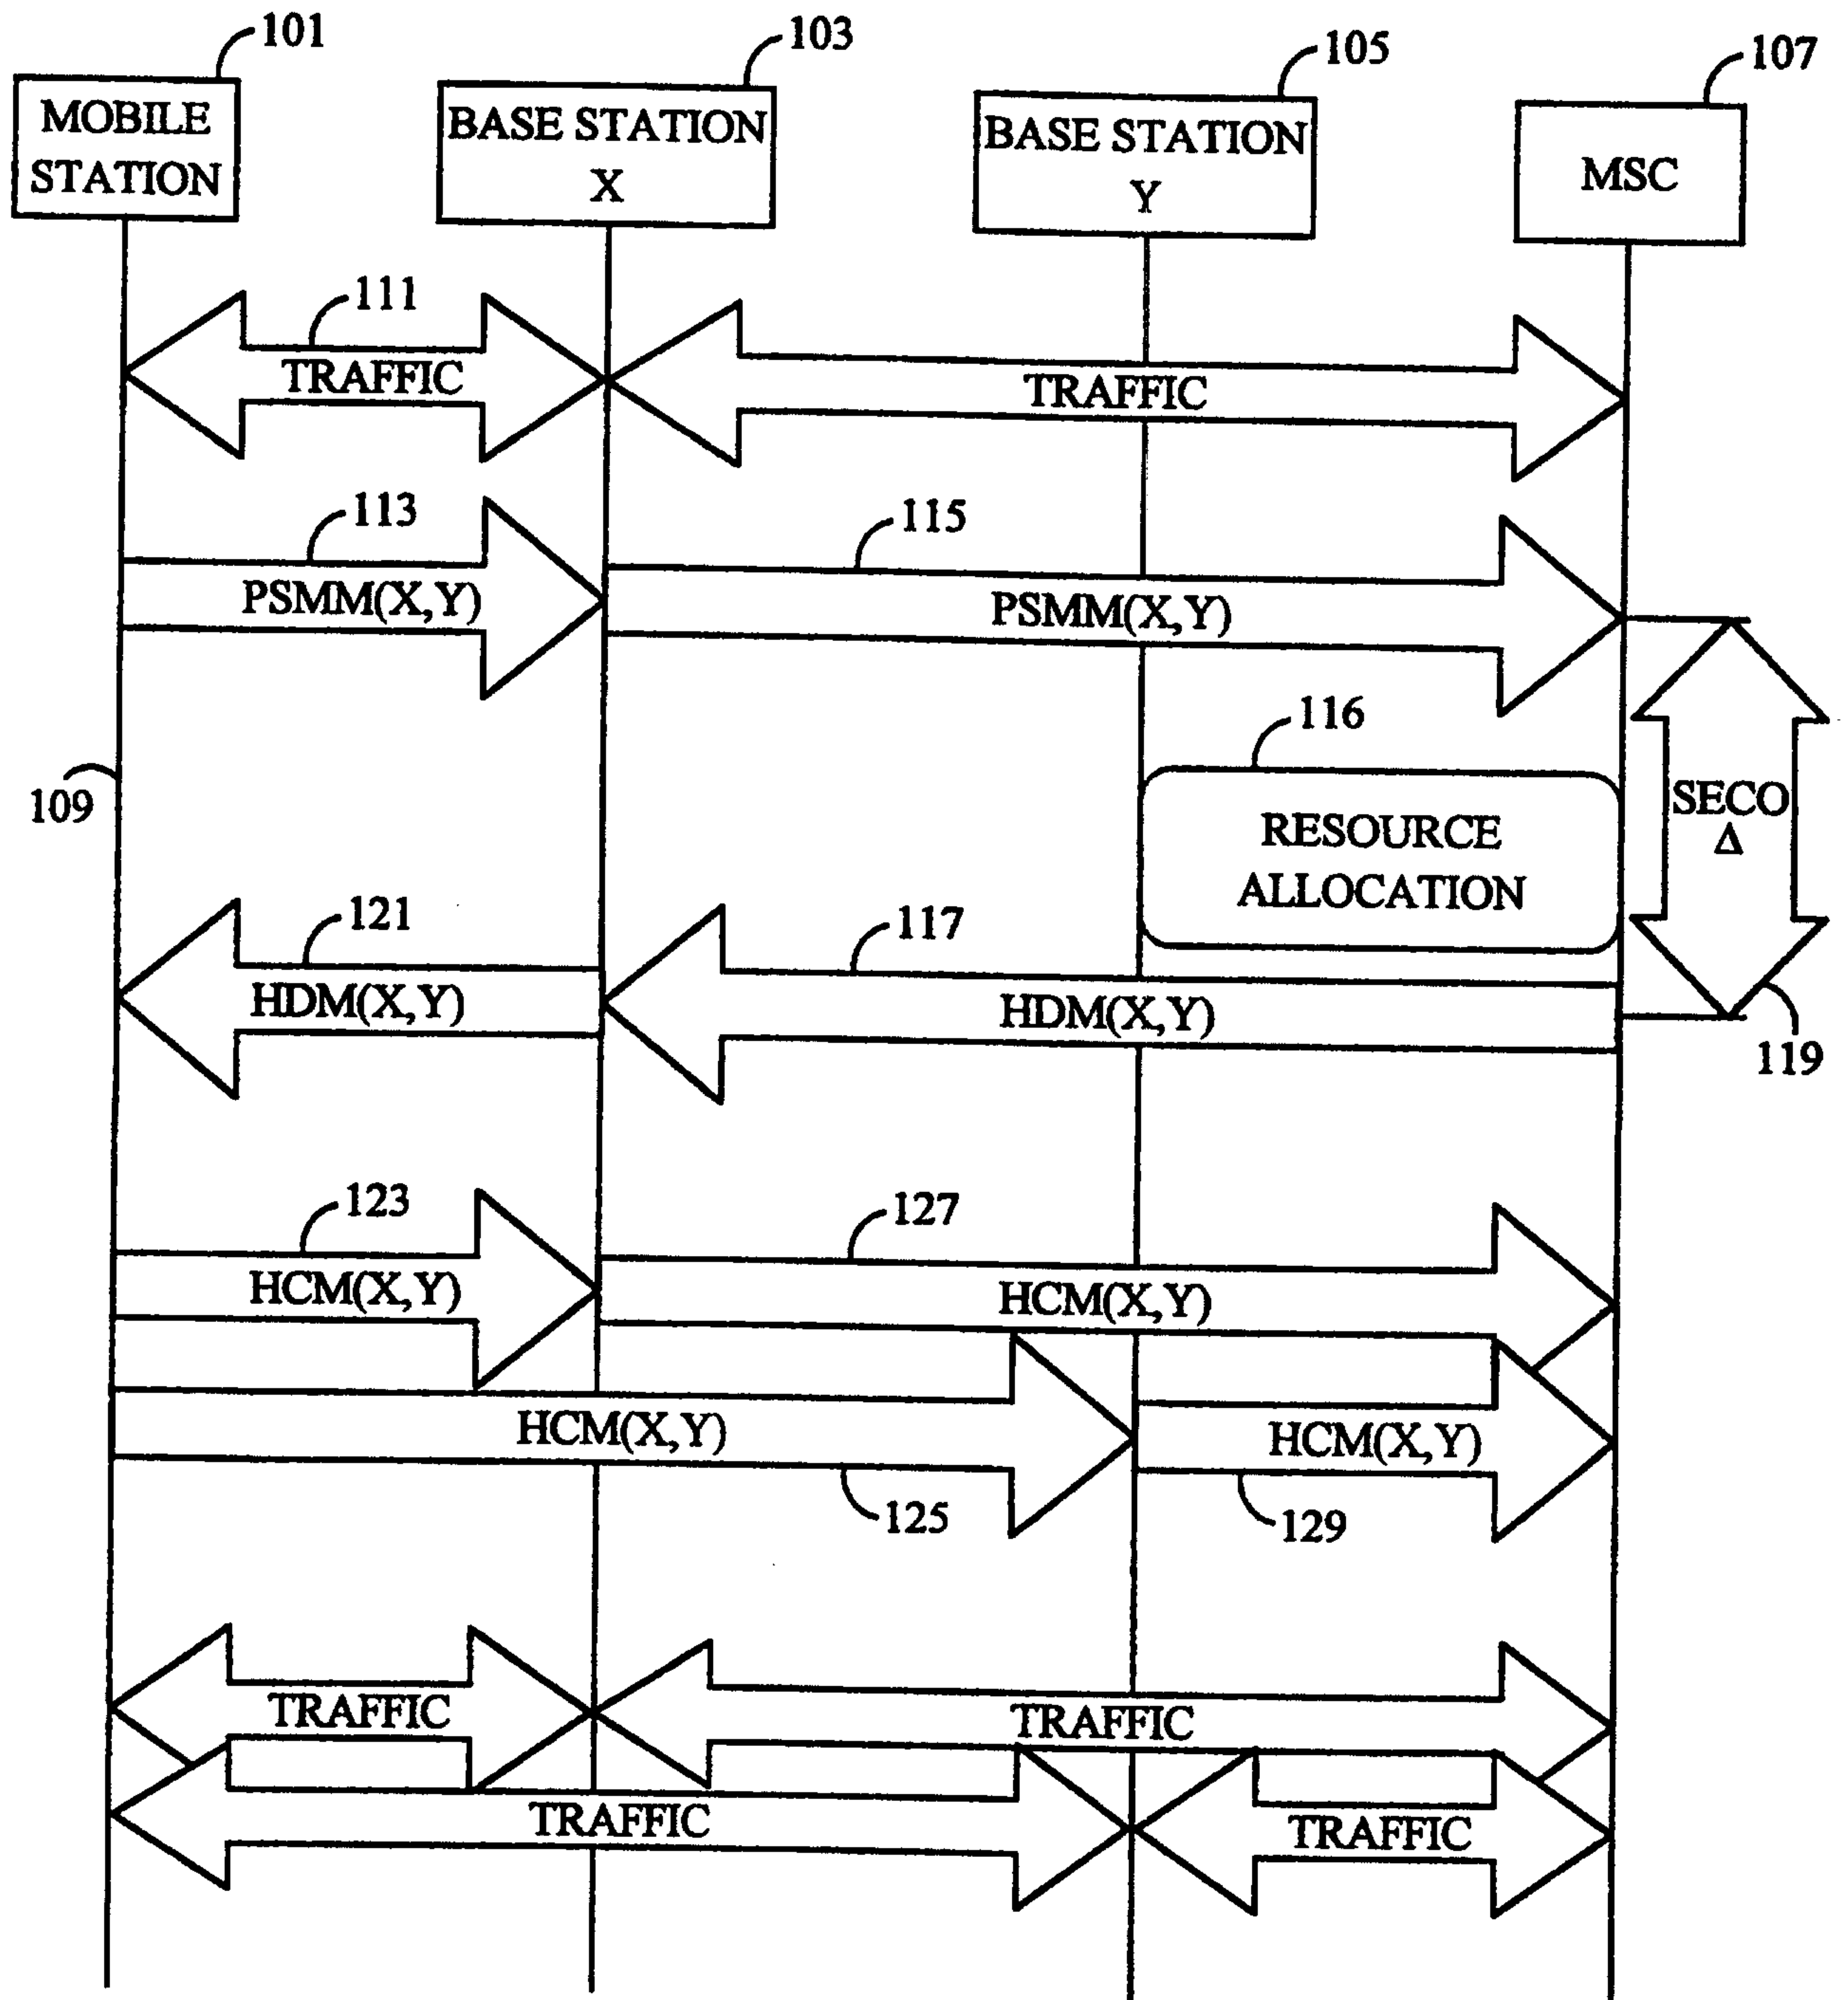 101
103
105
107
MOBILE
STATION
BASE STATION
X
BASE STATION
Y
MSC
111
TRAFFIC
TRAFFIC
113
115
PSMM(X,Y)
PSMM(X,Y)
116
109
RESOURCE
ALLOCATION
SECO
Δ
121
117
HDM(X,Y)
HDM(X,Y)
119
123
127
HCM(X,Y)
HCM(X,Y)
HCM(X,Y)
HCM(X,Y)
125
129
TRAFFIC
TRAFFIC
TRAFFIC
TRAFFIC